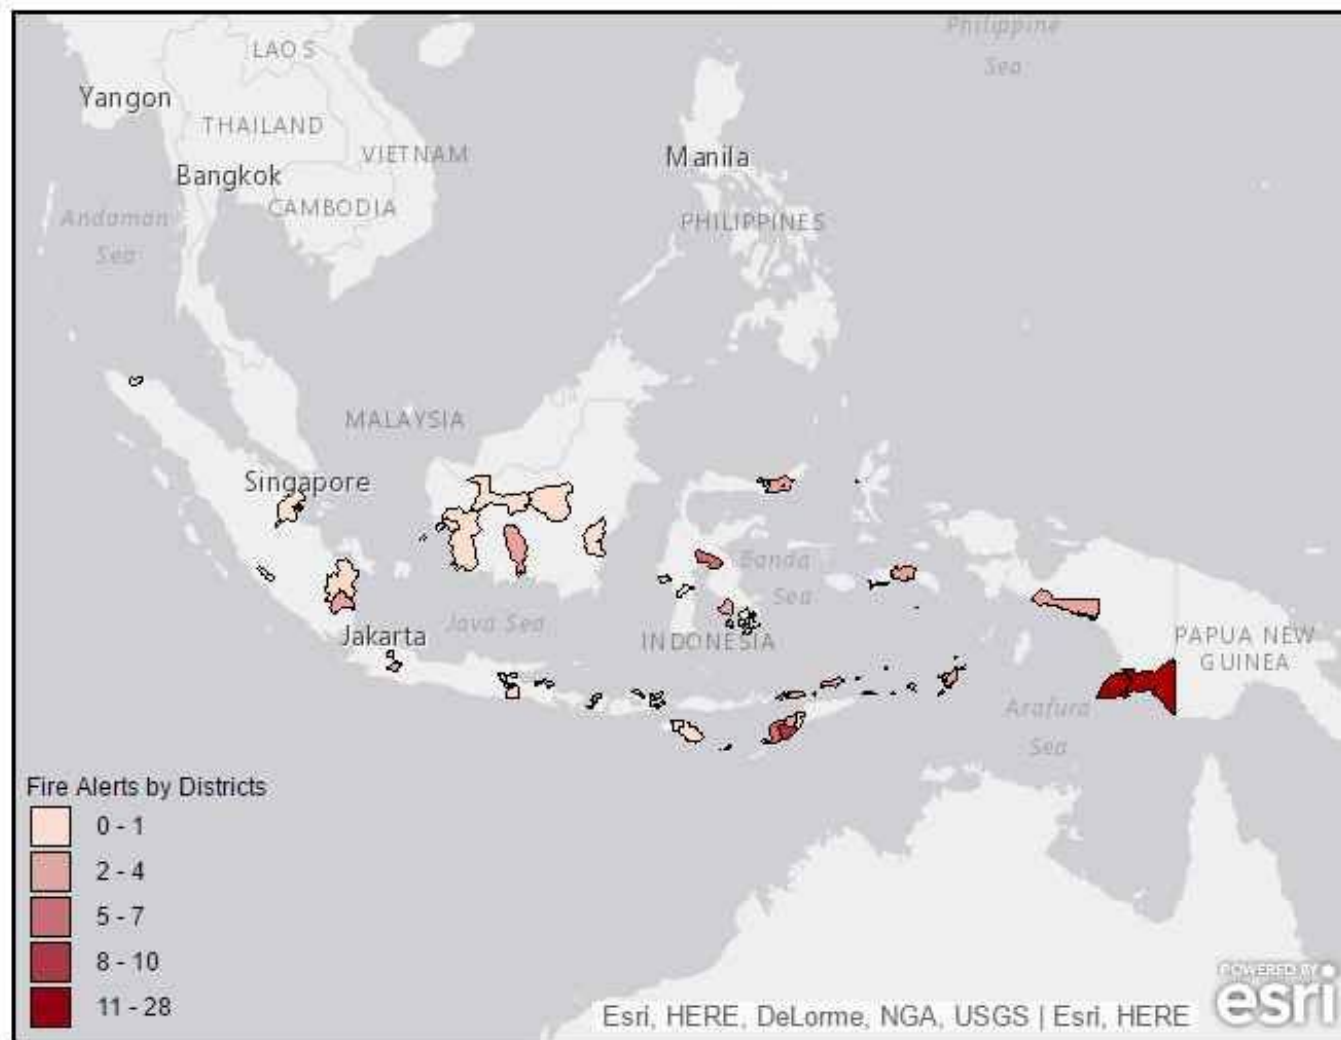 Philippine
Sea
LAOS
Yangon
THAILAND
VIETNAM
Manila
Bangkok
CAMBODIA
Andaman
Sea
PHILIPPINES
MALAYSIA
Singapore
Banda
Sea
Java Sea
Jakarta
INDONESIA
PAPUA NEW
GUINEA
Arafura
Sea
Fire Alerts by Districts
0 - 1
2 - 4
5 - 7
8 - 10
11 - 28
POWERED BY
esri
Esri, HERE, DeLorme, NGA, USGS | Esri, HERE